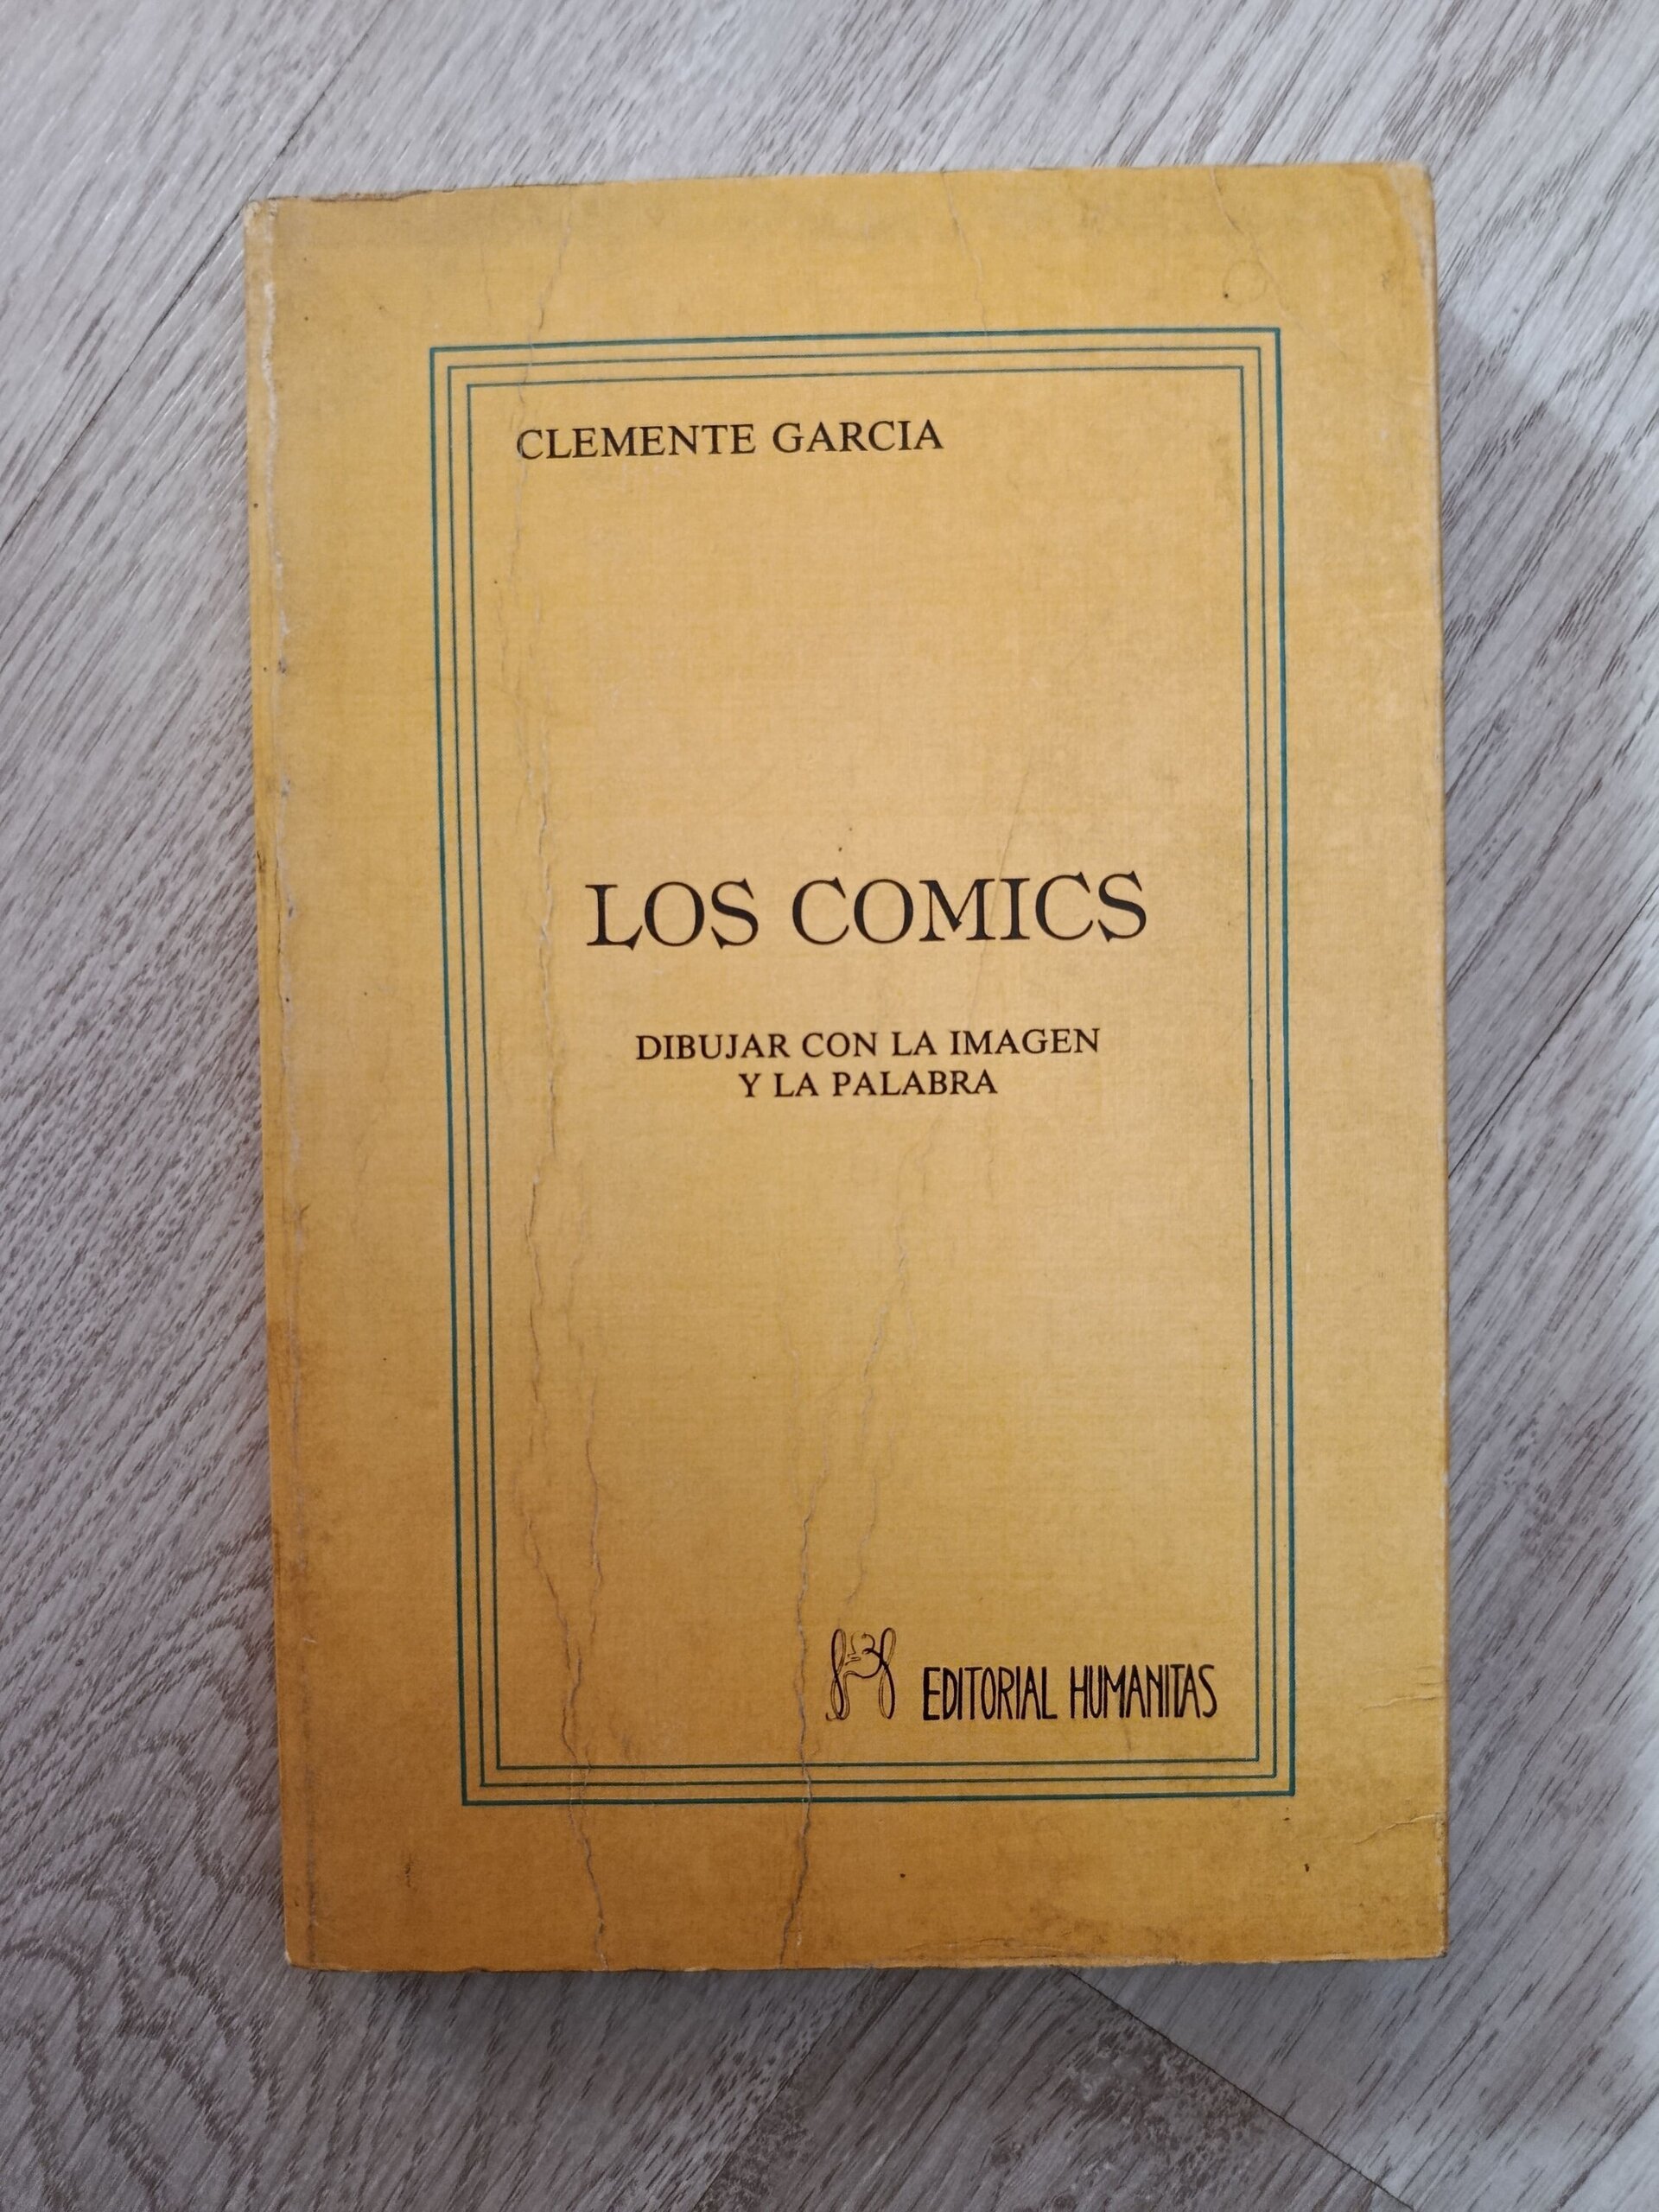 CLEMENTE GARCIA
LOS COMICS
DIBUJAR CON LA IMAGEN
Y LA PALABRA
EDITORIAL HUMANITAS